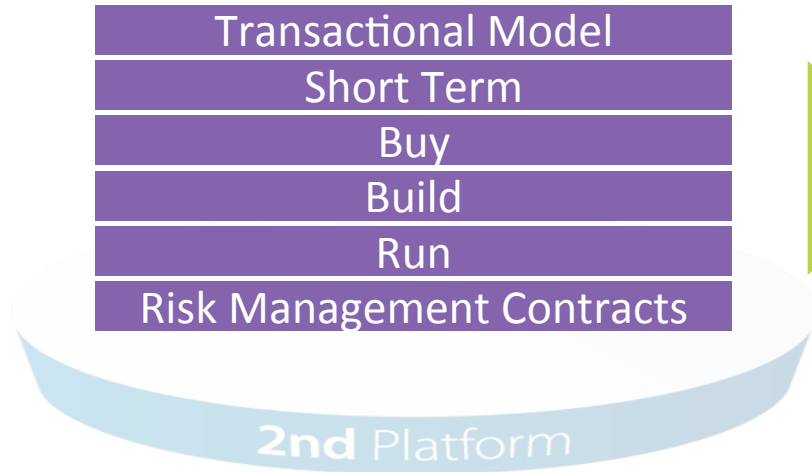 Transactional Model
Short Term
Buy
Build
Run
Risk Management Contracts
2nd Platform